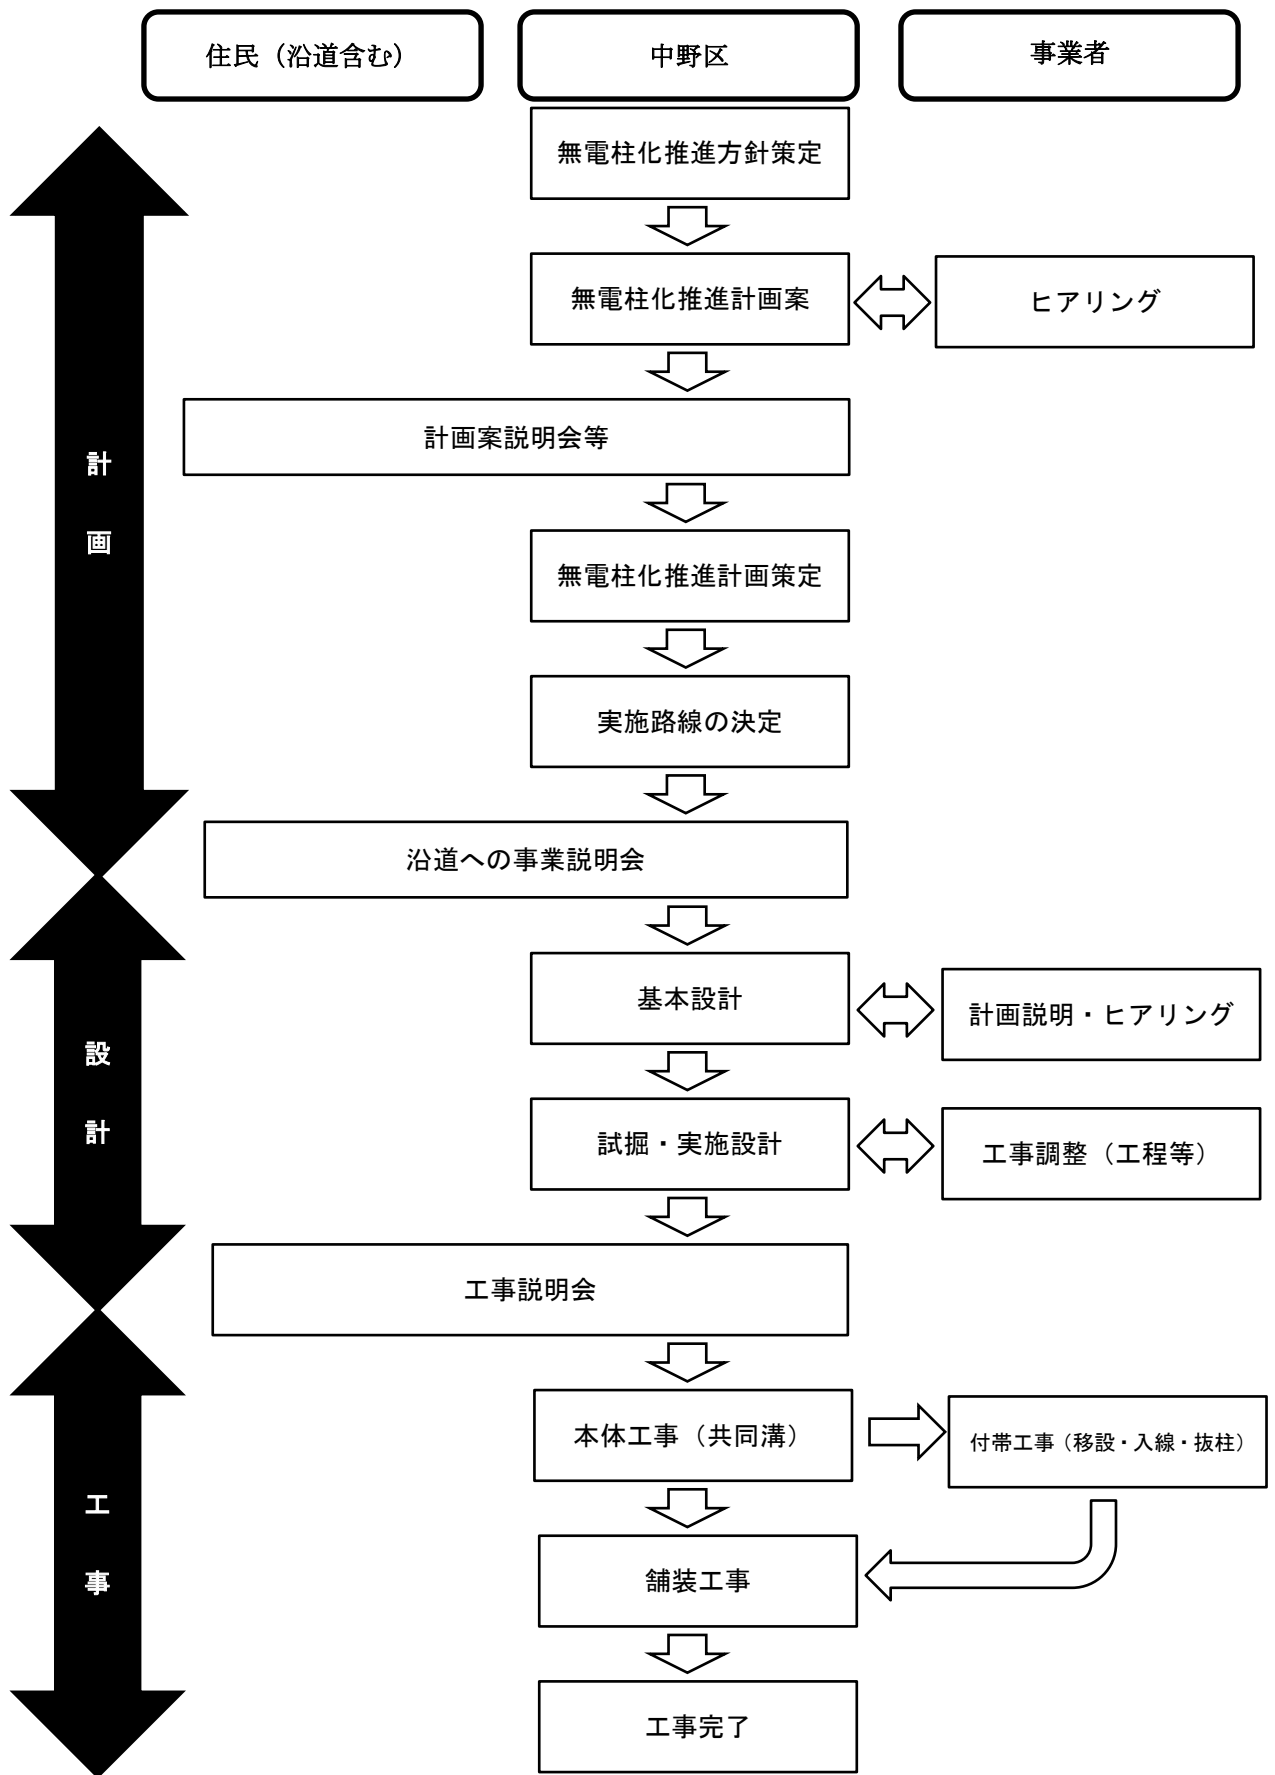 住民（沿道含む）
中野区
事業者
無電柱化推進方針策定
無電柱化推進計画案
ヒアリング
計画案説明会等
計画
無電柱化推進計画策定
実施路線の決定
沿道への事業説明会
基本設計
計画説明・ヒアリング
設計
試掘・実施設計
工事調整（工程等）
工事説明会
本体工事（共同溝）
付帯工事（移設・入線・抜柱）
工事
舗装工事
工事完了